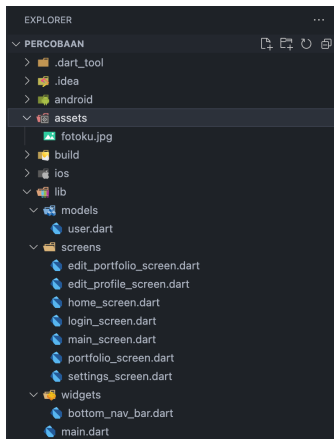 EXPLORER
PERCOBAAN
.dart_tool
.idea
android
assets
fotoku.jpg
build
ios
lib
models
user.dart
screens
edit_portfolio_screen.dart
edit_profile_screen.dart
home_screen.dart
login_screen.dart
main_screen.dart
portfolio_screen.dart
settings_screen.dart
widgets
bottom_nav_bar.dart
main.dart